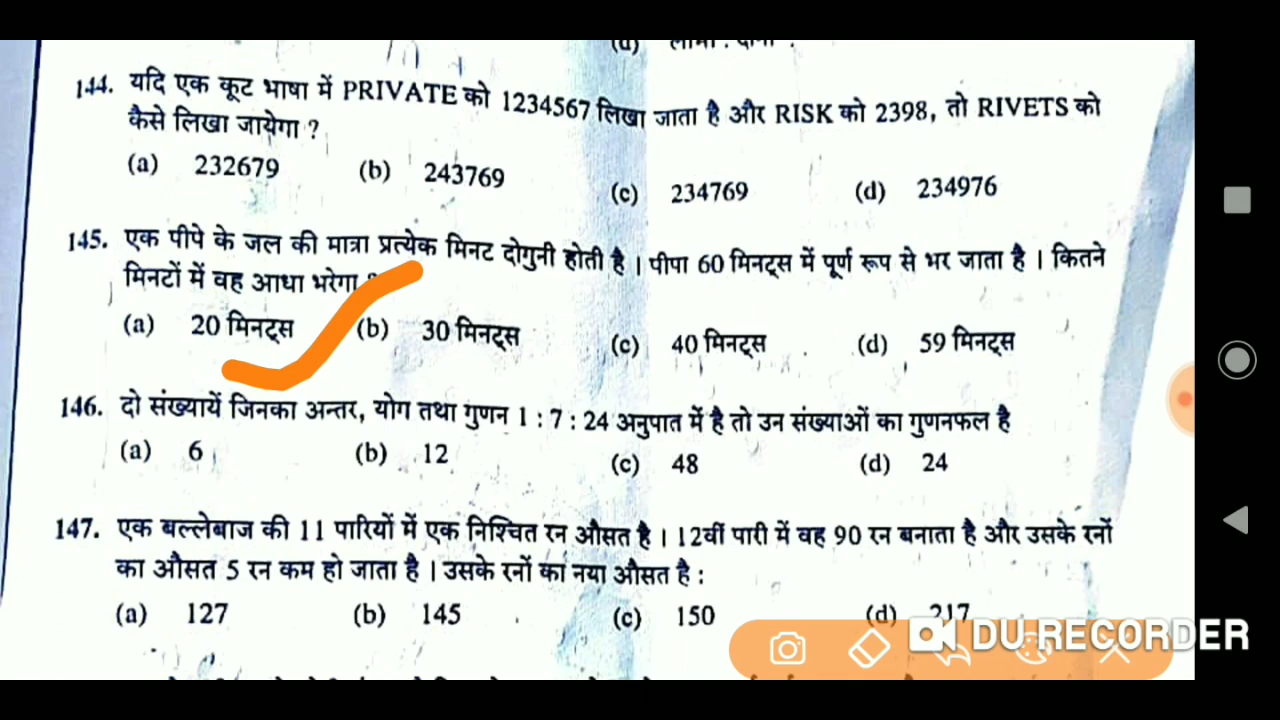 144. यदि एक कूट भाषा में PRIVATE को 1234567 लिखा जाता है और RISK को 2398, तो RIVETS को
कैसे लिखा जायेगा ?
(a) 232679 (b) 243769 (c) 234769 (d) 234976
145. एक पीपे के जल की मात्रा प्रत्येक मिनट दोगुनी होती है । पीपा 60 मिनट्स में पूर्ण रूप से भर जाता है । कितने
मिनटों में वह आधा भरेगा
(a) 20 मिनट्स (b) 30 मिनट्स (c) 40 मिनट्स (d) 59 मिनट्स
146. दो संख्यायें जिनका अन्तर, योग तथा गुणन 1 : 7 : 24 अनुपात में है तो उन संख्याओं का गुणनफल है
(a) 6 (b) 12 (c) 48 (d) 24
147. एक बल्लेबाज की 11 पारियों में एक निश्चित रन औसत है । 12वीं पारी में वह 90 रन बनाता है और उसके रनों
का औसत 5 रन कम हो जाता है । उसके रनों का नया औसत है :
(a) 127 (b) 145 (c) 150 (d) 217
DU RECORDER